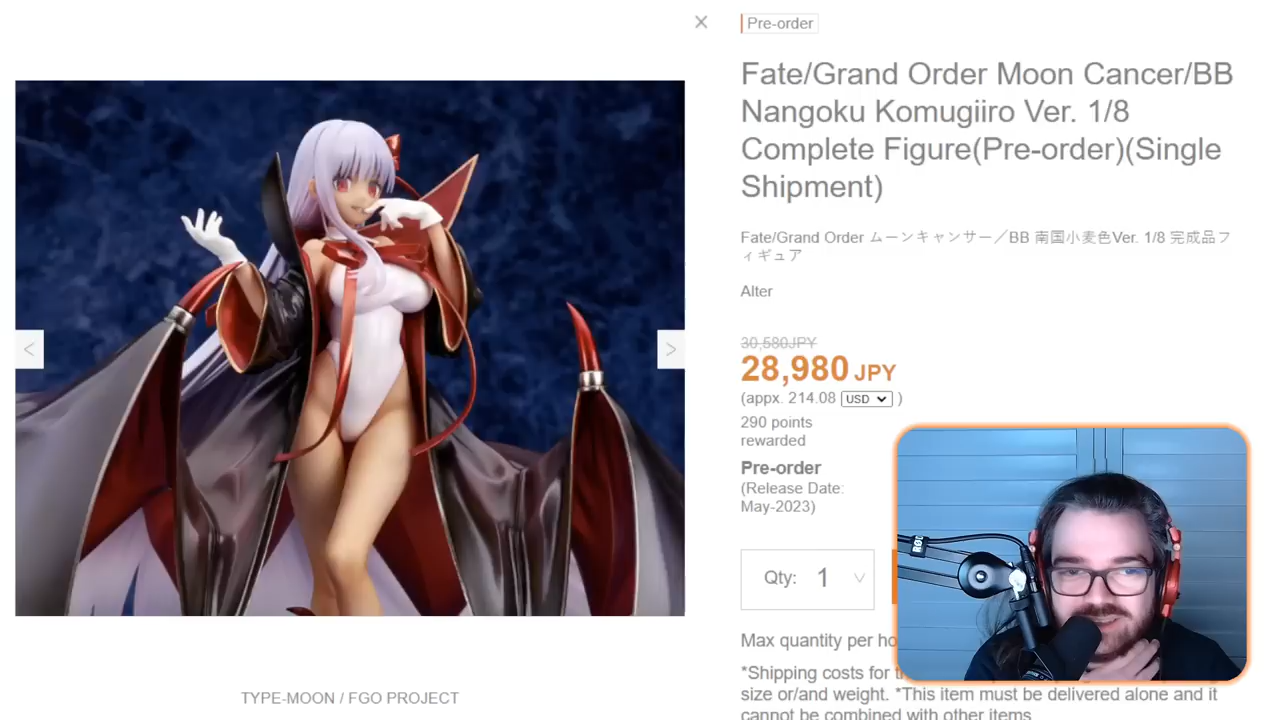 Pre-order
Fate/Grand Order Moon Cancer/BB
Nangoku Komugiiro Ver. 1/8
Complete Figure(Pre-order)(Single
Shipment)
Fate/Grand Order ムーンキャンサー／BB 南国小麦色Ver. 1/8 完成品フ
ィギュア
Alter
30,580JPY
28,980 JPY
(appx. 214.08 USD )
290 points
rewarded
Pre-order
(Release Date:
May-2023)
Qty: 1
Max quantity per ho
*Shipping costs for
size or/and weight. *This item must be delivered alone and it
cannot be combined with other items.
TYPE-MOON / FGO PROJECT